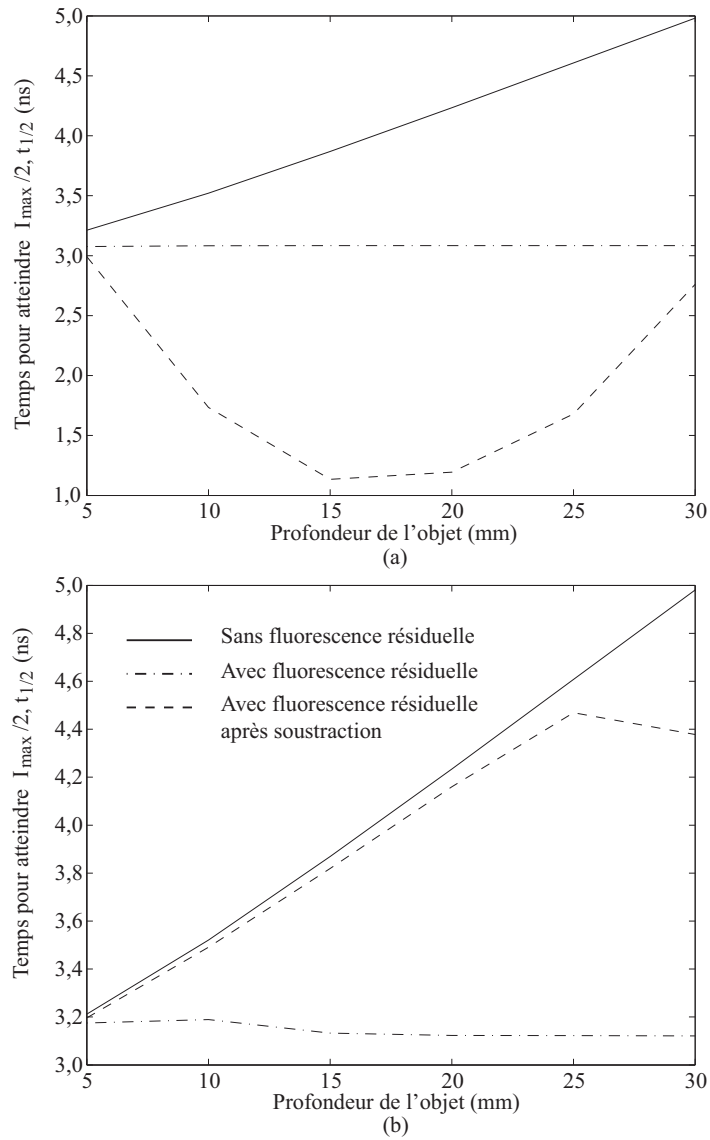 5,0
4,5
4,0
3,5
3,0
2,5
2,0
1,5
1,0
Temps pour atteindre Imax/2, t1/2 (ns)
5 10 15 20 25 30
Profondeur de l'objet (mm)
(a)
5,0
4,8
4,6
4,4
4,2
4,0
3,8
3,6
3,4
3,2
3,0
Temps pour atteindre Imax/2, t1/2 (ns)
Sans fluorescence résiduelle
Avec fluorescence résiduelle
Avec fluorescence résiduelle
après soustraction
5 10 15 20 25 30
Profondeur de l'objet (mm)
(b)